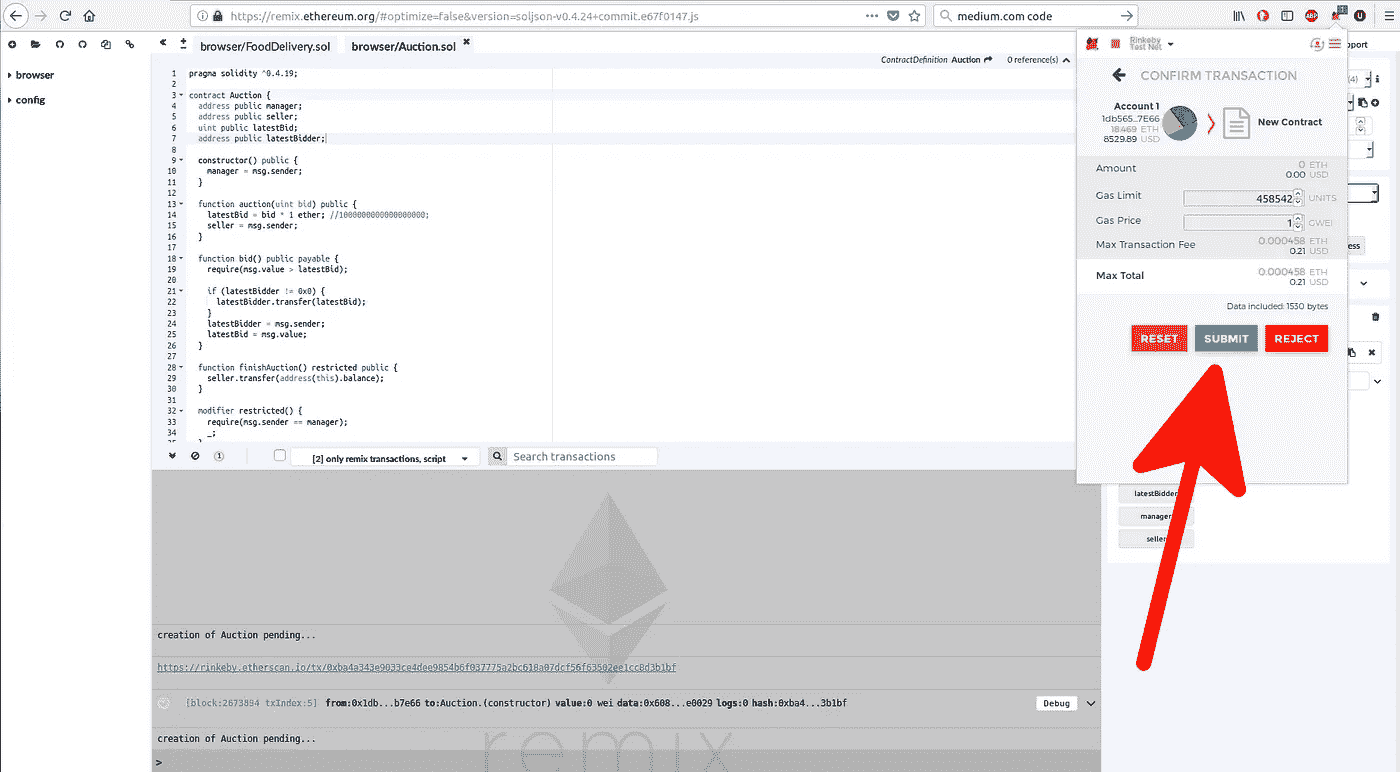 https://remix.ethereum.org/#optimize=false&version=soljson-v0.4.24+commit.e67f0147.js
medium.com code
ABP
browser/FoodDelivery.sol
browser/Auction.sol
browser
config
ContractDefinition Auction
0 reference(s)
1 pragma solidity ^0.4.19;
2
3 contract Auction {
4 address public manager;
5 address public seller;
6 uint public latestBid;
7 address public latestBidder;
8
9 constructor() public {
10 manager = msg.sender;
11 }
12
13 function auction(uint bid) public {
14 latestBid = bid * 1 ether; //1000000000000000000;
15 seller = msg.sender;
16 }
17
18 function bid() public payable {
19 require(msg.value > latestBid);
20
21 if (latestBidder != 0x0) {
22 latestBidder.transfer(latestBid);
23 }
24 latestBidder = msg.sender;
25 latestBid = msg.value;
26 }
27
28 function finishAuction() restricted public {
29 seller.transfer(address(this).balance);
30 }
31
32 modifier restricted() {
33 require(msg.sender == manager);
34 _;
Rinkeby
Test Net
CONFIRM TRANSACTION
Account 1
1db565...7E66
18.469 ETH
8529.89 USD
New Contract
Amount
0 ETH
0.00 USD
Gas Limit
458542 UNITS
Gas Price
1 GWEI
Max Transaction Fee
0.000458 ETH
0.21 USD
Max Total
0.000458 ETH
0.21 USD
Data included: 1530 bytes
RESET
SUBMIT
REJECT
port
(4)
ess
latestBidder
manager
seller
1
[2] only remix transactions, script
Search transactions
creation of Auction pending...
https://rinkeby.etherscan.io/tx/0xba4a343e9033ce4dee9854b6f037775a2bc618a07dcf56f63502ee1cc8d3b1bf
[block:2673894 txIndex:5] from:0x1db...b7e66 to:Auction.(constructor) value:0 wei data:0x608...e0029 logs:0 hash:0xba4...3b1bf
Debug
creation of Auction pending...
remix
>